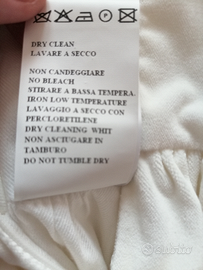 DRY CLEAN
LAVARE A SECCO
NON CANDEGGIARE
NO BLEACH
STIRARE A BASSA TEMPERA.
IRON LOW TEMPERATURE
LAVAGGIO A SECCO CON
PERCLORETILENE
DRY CLEANING WHIT
NON ASCIUGARE IN
TAMBURO
DO NOT TUMBLE DRY